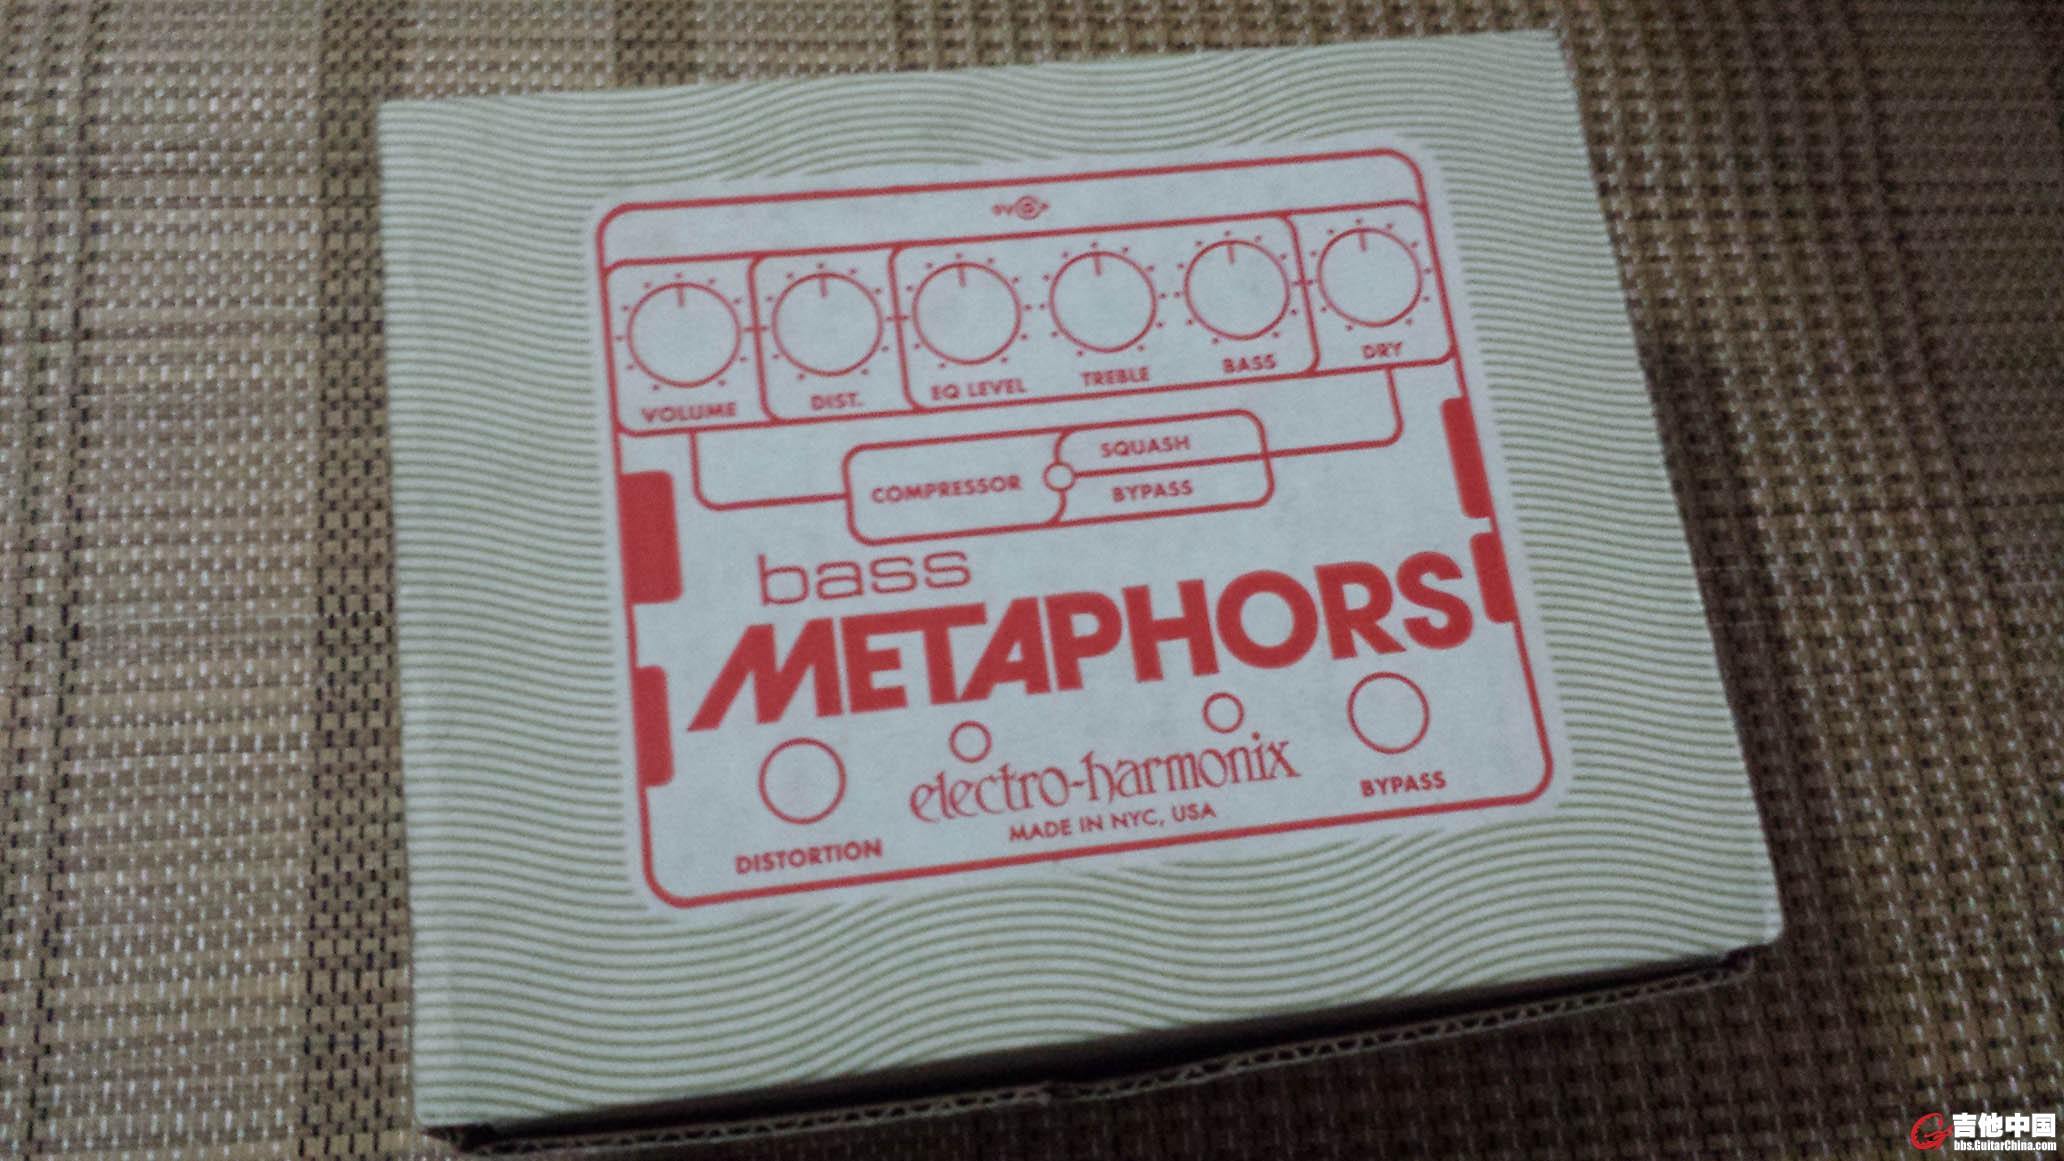 9V
VOLUME
DIST.
EQ LEVEL
TREBLE
BASS
DRY
COMPRESSOR
SQUASH
BYPASS
bass
METAPHORS
electro-harmonix
MADE IN NYC, USA
DISTORTION
BYPASS
吉他中国
bbs.GuitarChina.com